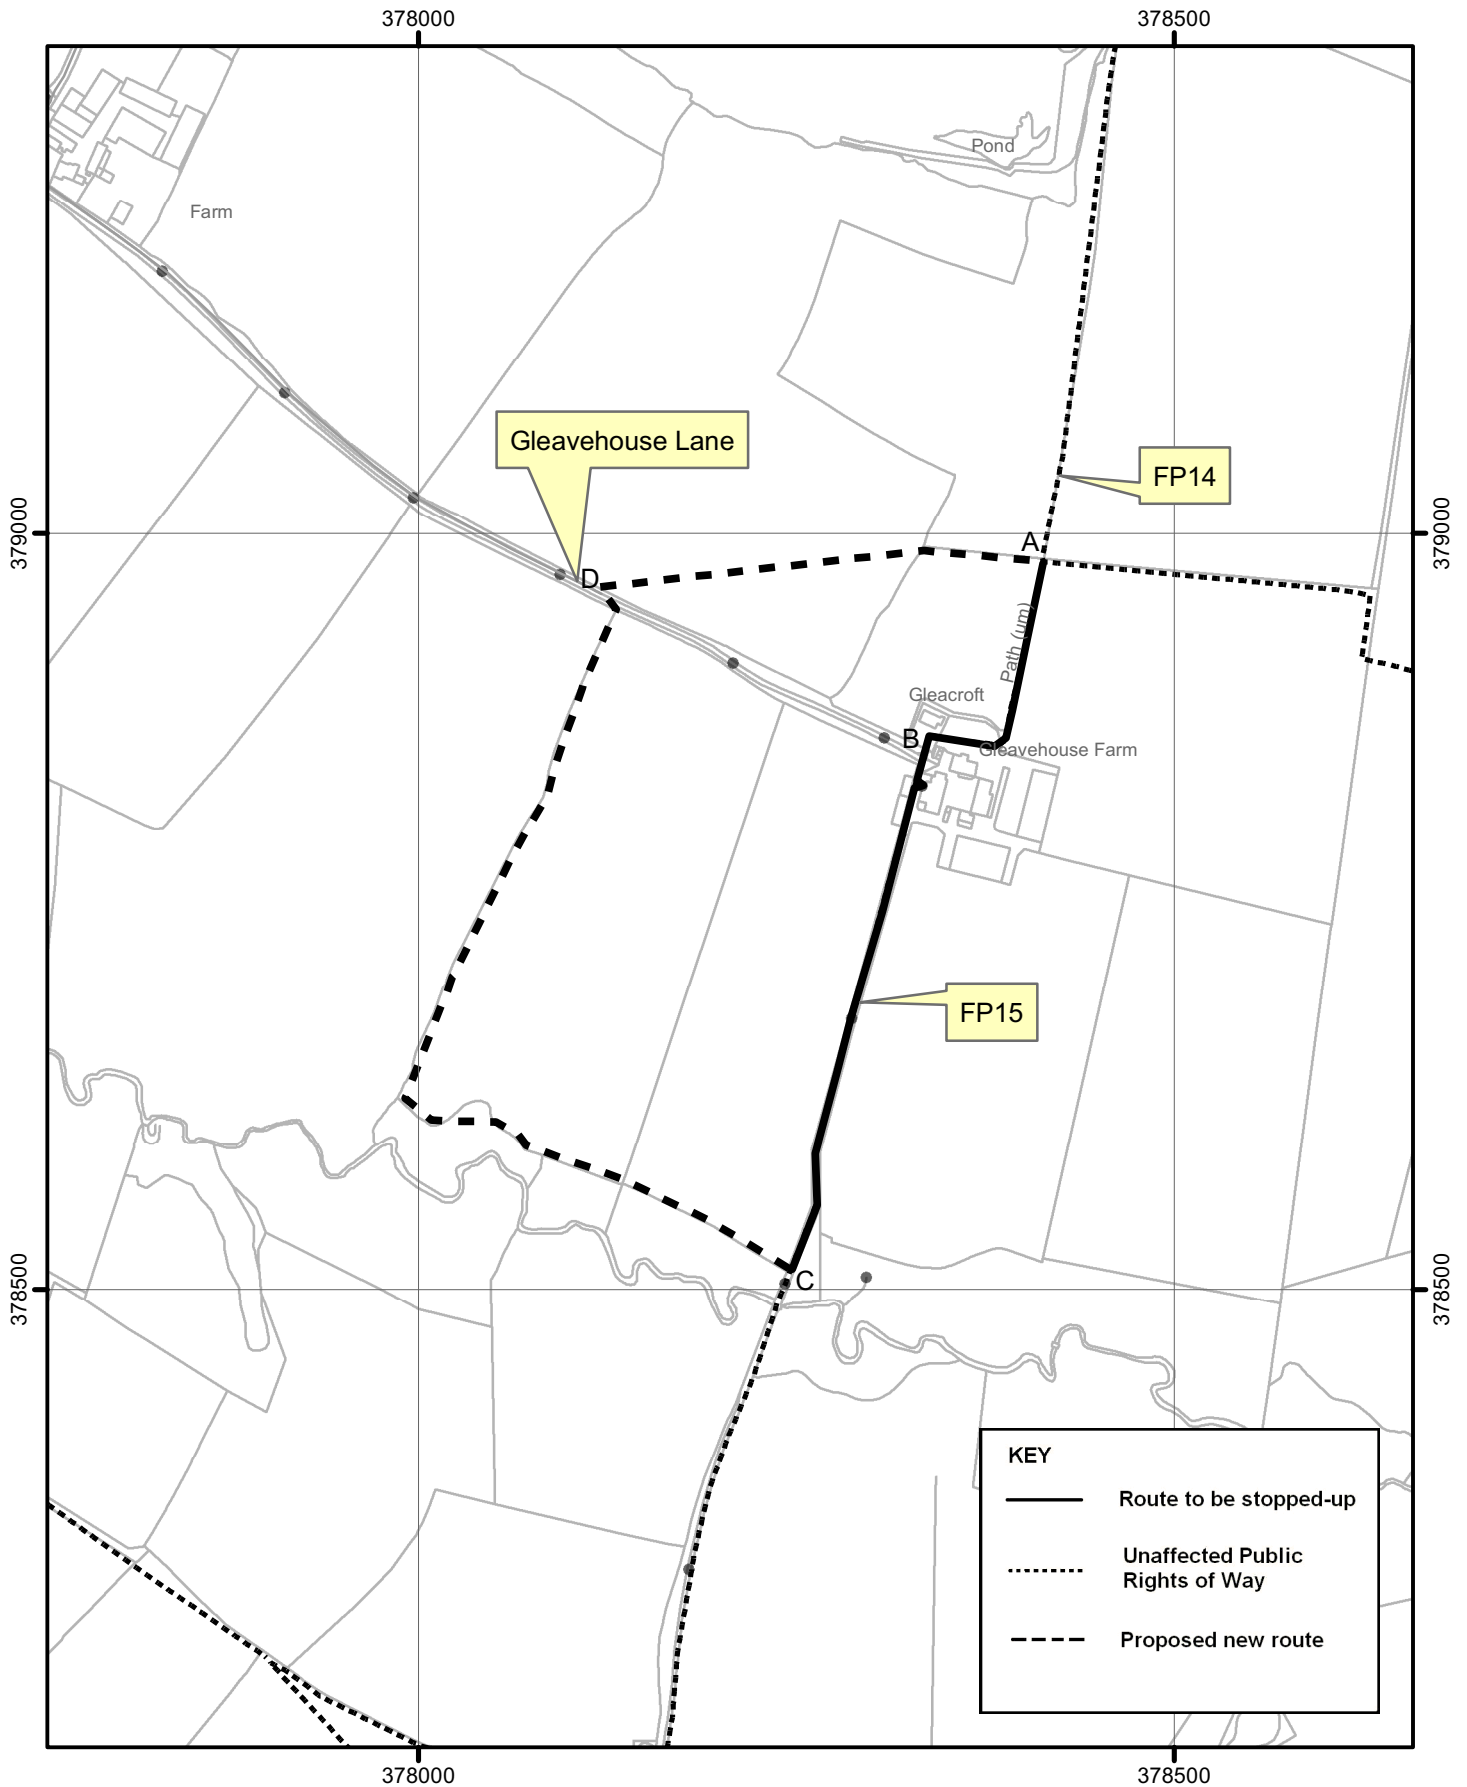 378000
378500
Pond
Farm
Gleavehouse Lane
FP14
379000
379000
A
D
Path (um)
Gleacroft
B
Gleavehouse Farm
FP15
C
378500
378500
KEY
Route to be stopped-up
Unaffected Public
Rights of Way
Proposed new route
378000
378500